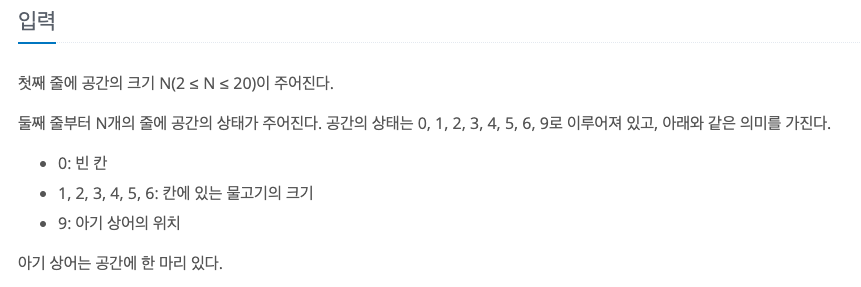 입력
첫째 줄에 공간의 크기 N(2 ≤ N ≤ 20)이 주어진다.
둘째 줄부터 N개의 줄에 공간의 상태가 주어진다. 공간의 상태는 0, 1, 2, 3, 4, 5, 6, 9로 이루어져 있고, 아래와 같은 의미를 가진다.
• 0: 빈 칸
• 1, 2, 3, 4, 5, 6: 칸에 있는 물고기의 크기
• 9: 아기 상어의 위치
아기 상어는 공간에 한 마리 있다.